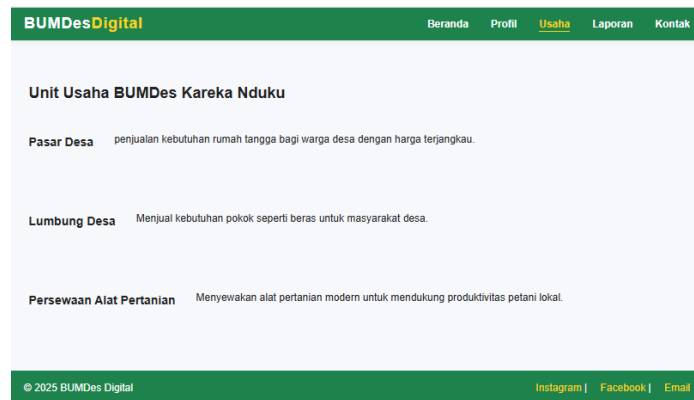 BUMDesDigital Beranda Profil Usaha Laporan Kontak
Unit Usaha BUMDes Kareka Nduku
Pasar Desa penjualan kebutuhan rumah tangga bagi warga desa dengan harga terjangkau.
Lumbung Desa Menjual kebutuhan pokok seperti beras untuk masyarakat desa.
Persewaan Alat Pertanian Menyewakan alat pertanian modern untuk mendukung produktivitas petani lokal.
© 2025 BUMDes Digital Instagram | Facebook | Email